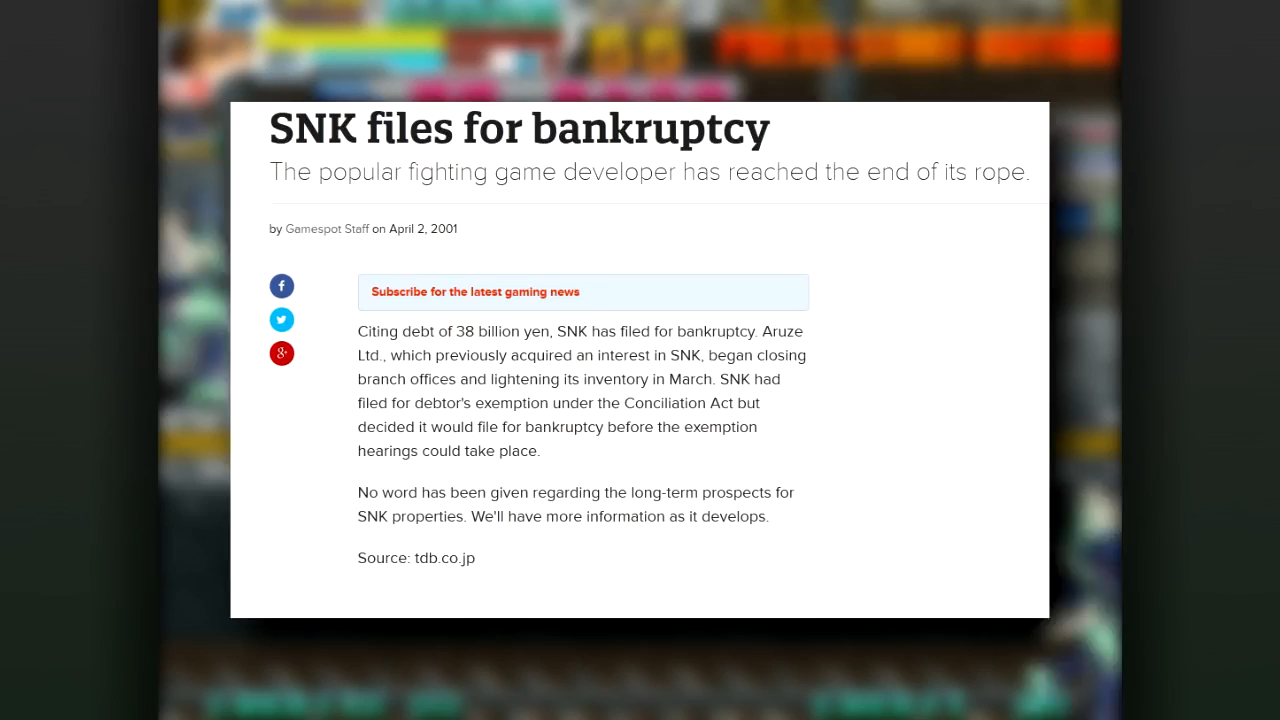 SNK files for bankruptcy
The popular fighting game developer has reached the end of its rope.
by Gamespot Staff on April 2, 2001
f
g+
Subscribe for the latest gaming news
Citing debt of 38 billion yen, SNK has filed for bankruptcy. Aruze
Ltd., which previously acquired an interest in SNK, began closing
branch offices and lightening its inventory in March. SNK had
filed for debtor's exemption under the Conciliation Act but
decided it would file for bankruptcy before the exemption
hearings could take place.
No word has been given regarding the long-term prospects for
SNK properties. We'll have more information as it develops.
Source: tdb.co.jp